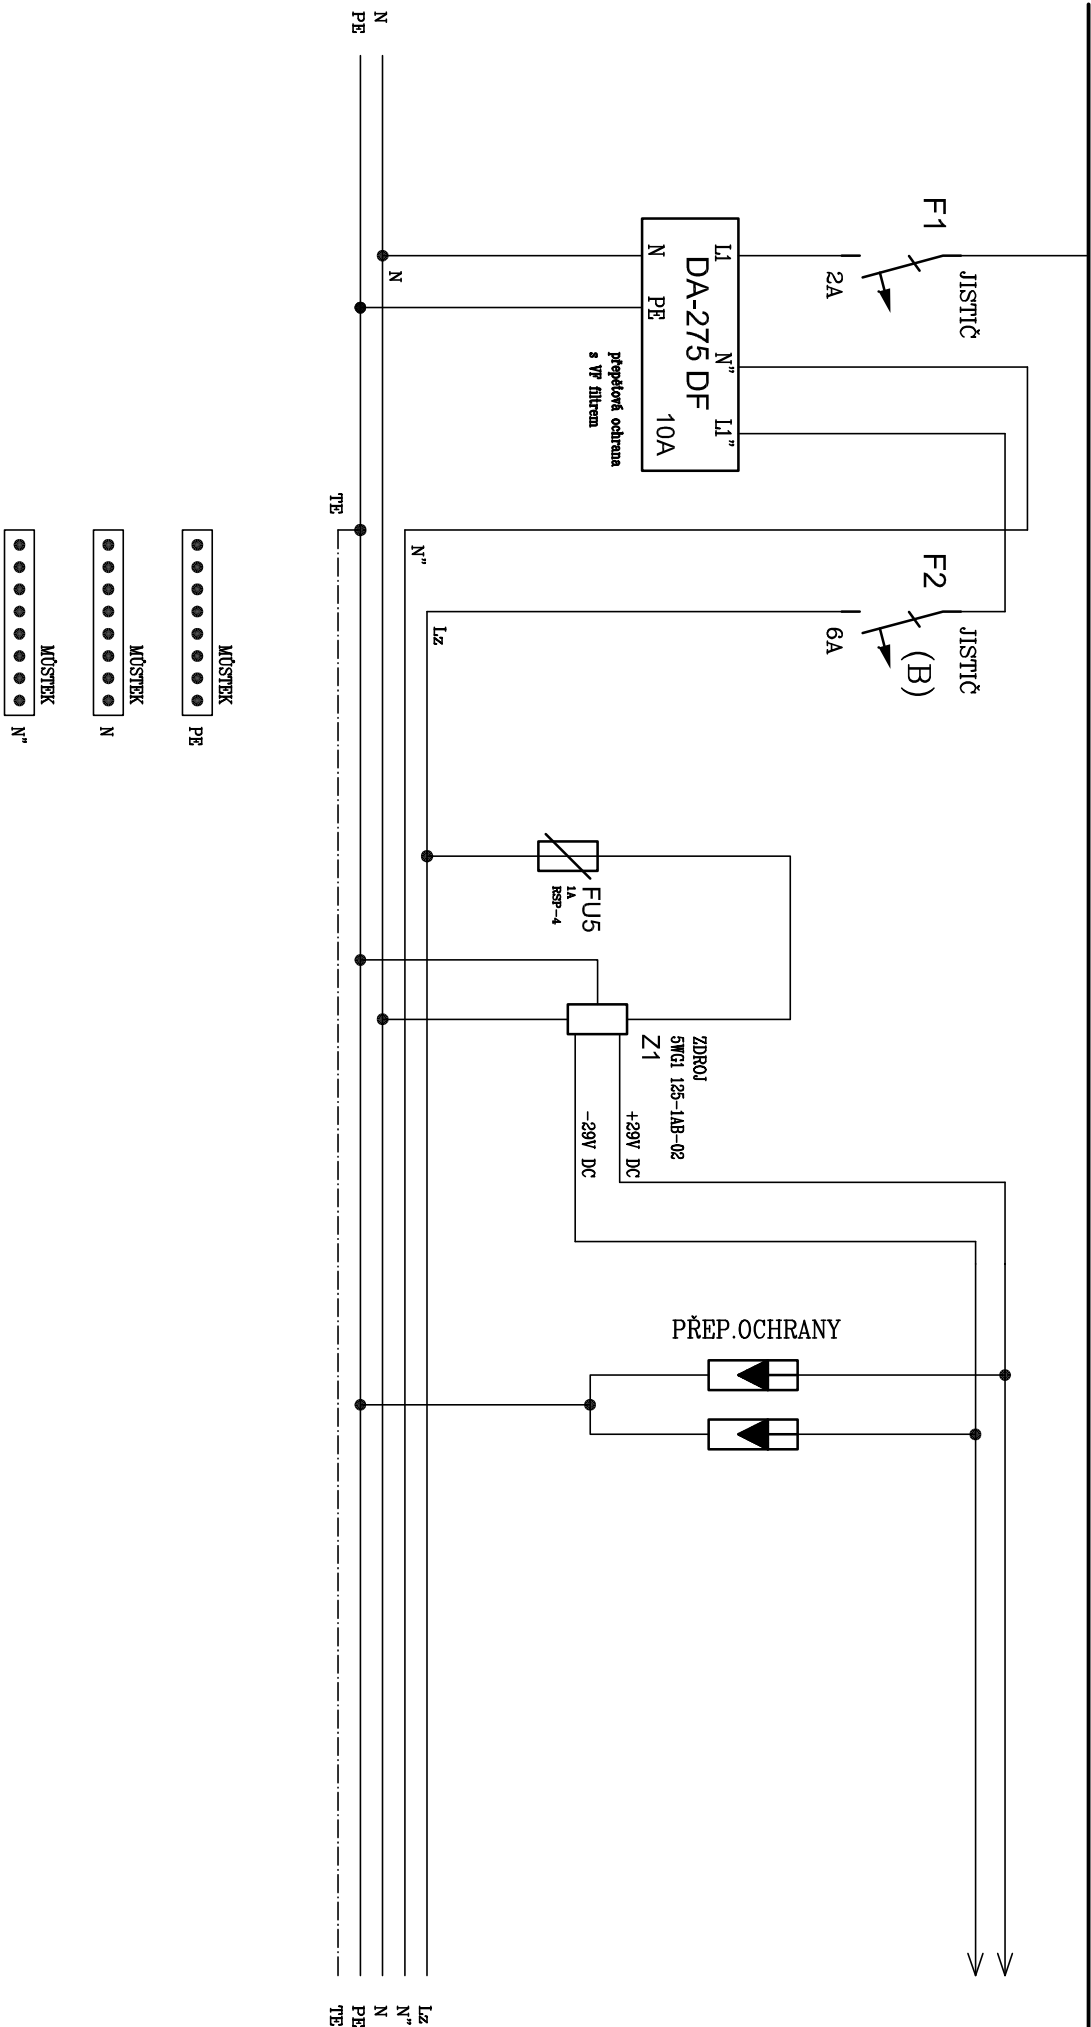 N
PE
F1
JISTIČ
2A
L1
N
PE
DA-275 DF
N"
L1"
10A
přepěťová ochrana
s VF filtrem
N
TE
N"
F2
JISTIČ
(B)
6A
Lz
MŮSTEK
PE
MŮSTEK
N
MŮSTEK
N"
FU5
1A
RSP-4
ZDROJ
5WG1 125-1AB-02
Z1
+29V DC
-29V DC
PŘEP.OCHRANY
Lz
N"
N
PE
TE